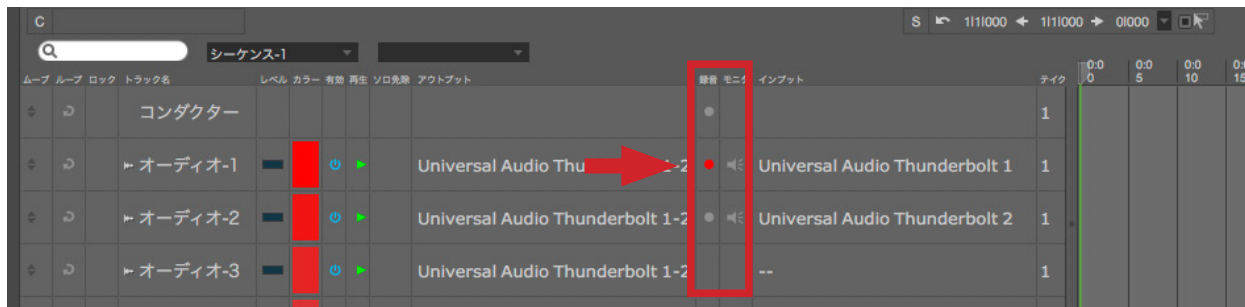 C
S 1|1|000 1|1|000 0|000
シーケンス-1
ムーブ ループ ロック トラック名 レベル カラー 有効 再生 ソロ免除 アウトプット 録音 モニタ インプット テイク
0:0 0:0 0:0 0:0
0 5 10 15
コンダクター 1
オーディオ-1 Universal Audio Thu 1-2 Universal Audio Thunderbolt 1 1
オーディオ-2 Universal Audio Thunderbolt 1-2 Universal Audio Thunderbolt 2 1
オーディオ-3 Universal Audio Thunderbolt 1-2 -- 1